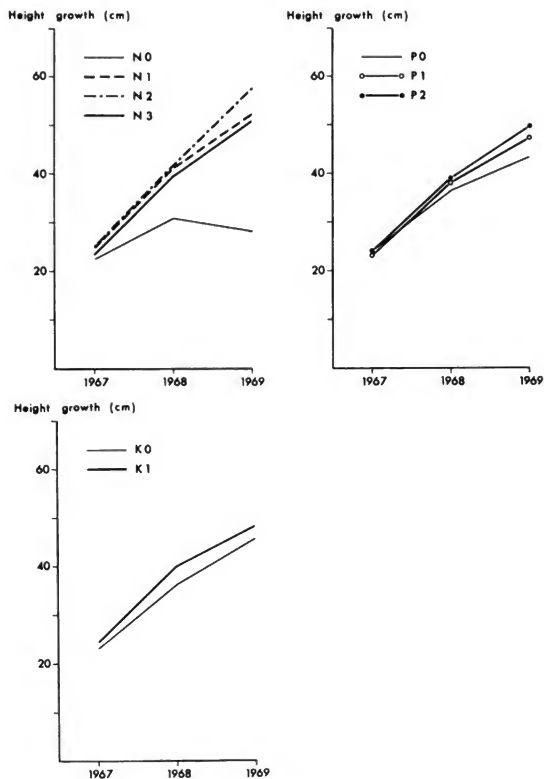 Height growth (cm)
N0
N1
N2
N3
60
40
20
1967 1968 1969
Height growth (cm)
P0
P1
P2
60
40
20
1967 1968 1969
Height growth (cm)
K0
K1
60
40
20
1967 1968 1969